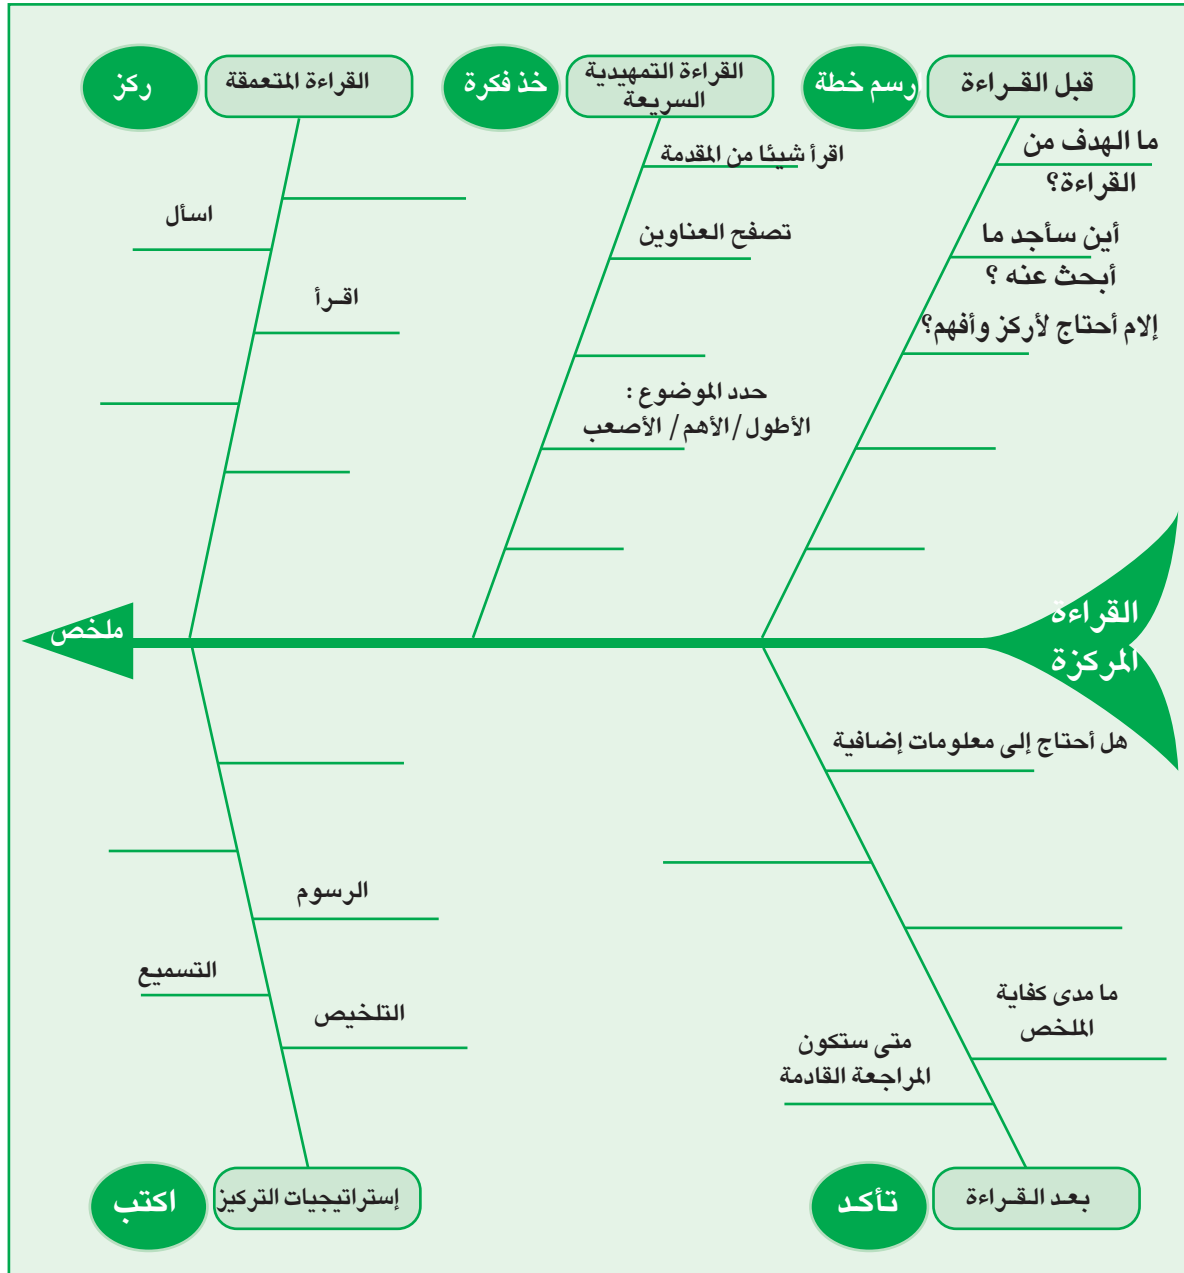 قبل القـراءة
رسم خطة
القراءة التمهيدية
السريعة
خذ فكرة
القراءة المتعمقة
ركز
ما الهدف من
القراءة؟
أين سأجد ما
أبحث عنه ؟
إلام أحتاج لأركز وأفهم؟
اقرأ شيئا من المقدمة
تصفح العناوين
حدد الموضوع :
الأطول/الأهم/ الأصعب
اسأل
اقـرأ
القراءة
المركزة
ملخص
هل أحتاج إلى معلومات إضافية
ما مدى كفاية
الملخص
متى ستكون
المراجعة القادمة
الرسوم
التسميع
التلخيص
بعـد القـراءة
تأكـد
إستراتيجيات التركيز
اكتب